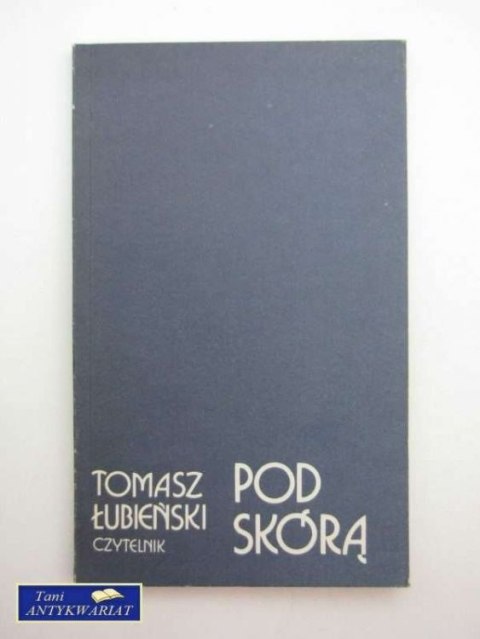 TOMASZ
ŁUBIEŃSKI
CZYTELNIK
POD
SKÓRĄ
Tani
ANTYKWARIAT